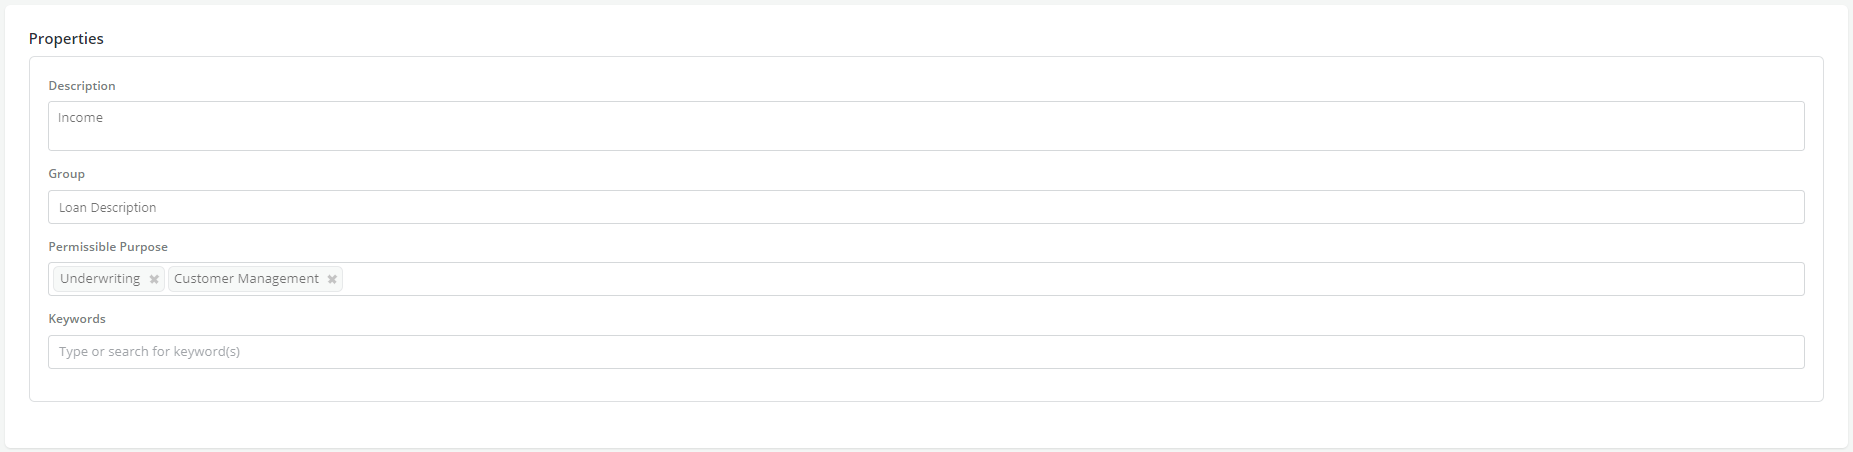 Properties
Description
Income
Group
Loan Description
Permissible Purpose
Underwriting Customer Management
Keywords
Type or search for keyword(s)